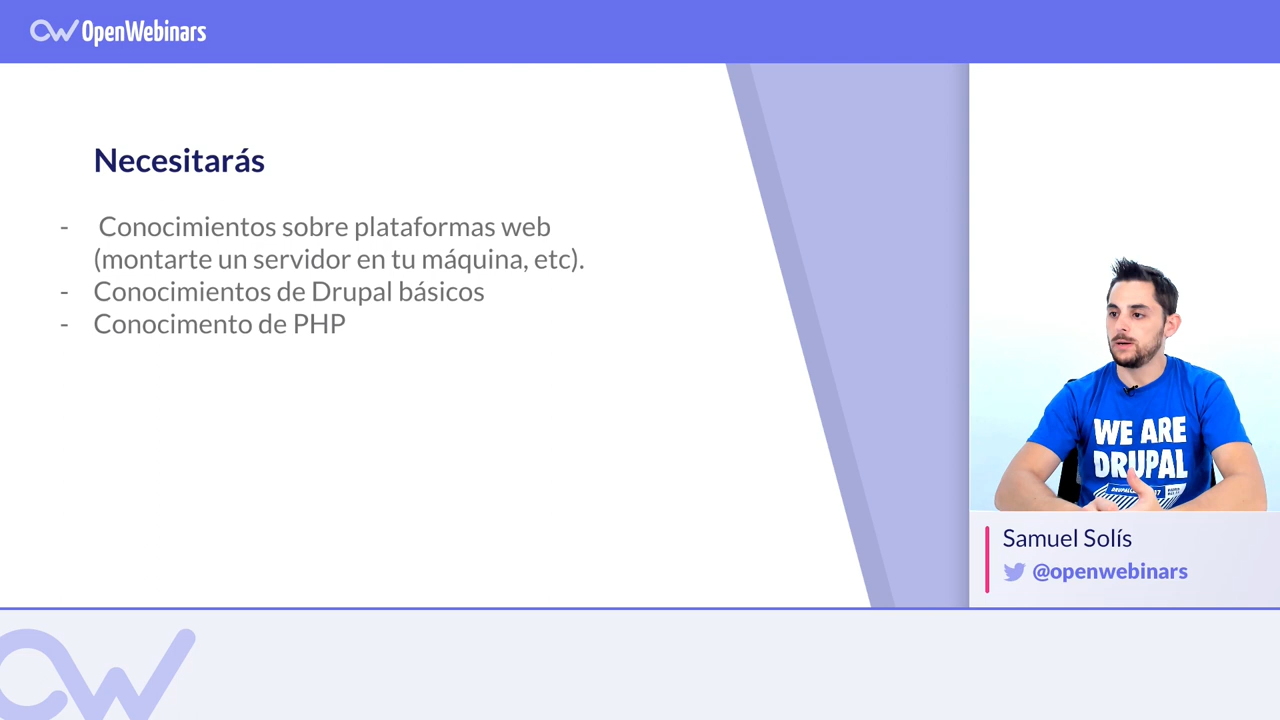 OpenWebinars
Necesitarás
- Conocimientos sobre plataformas web
(montarte un servidor en tu máquina, etc).
- Conocimientos de Drupal básicos
- Conocimento de PHP
WE ARE
DRUPAL
Samuel Solís
@openwebinars